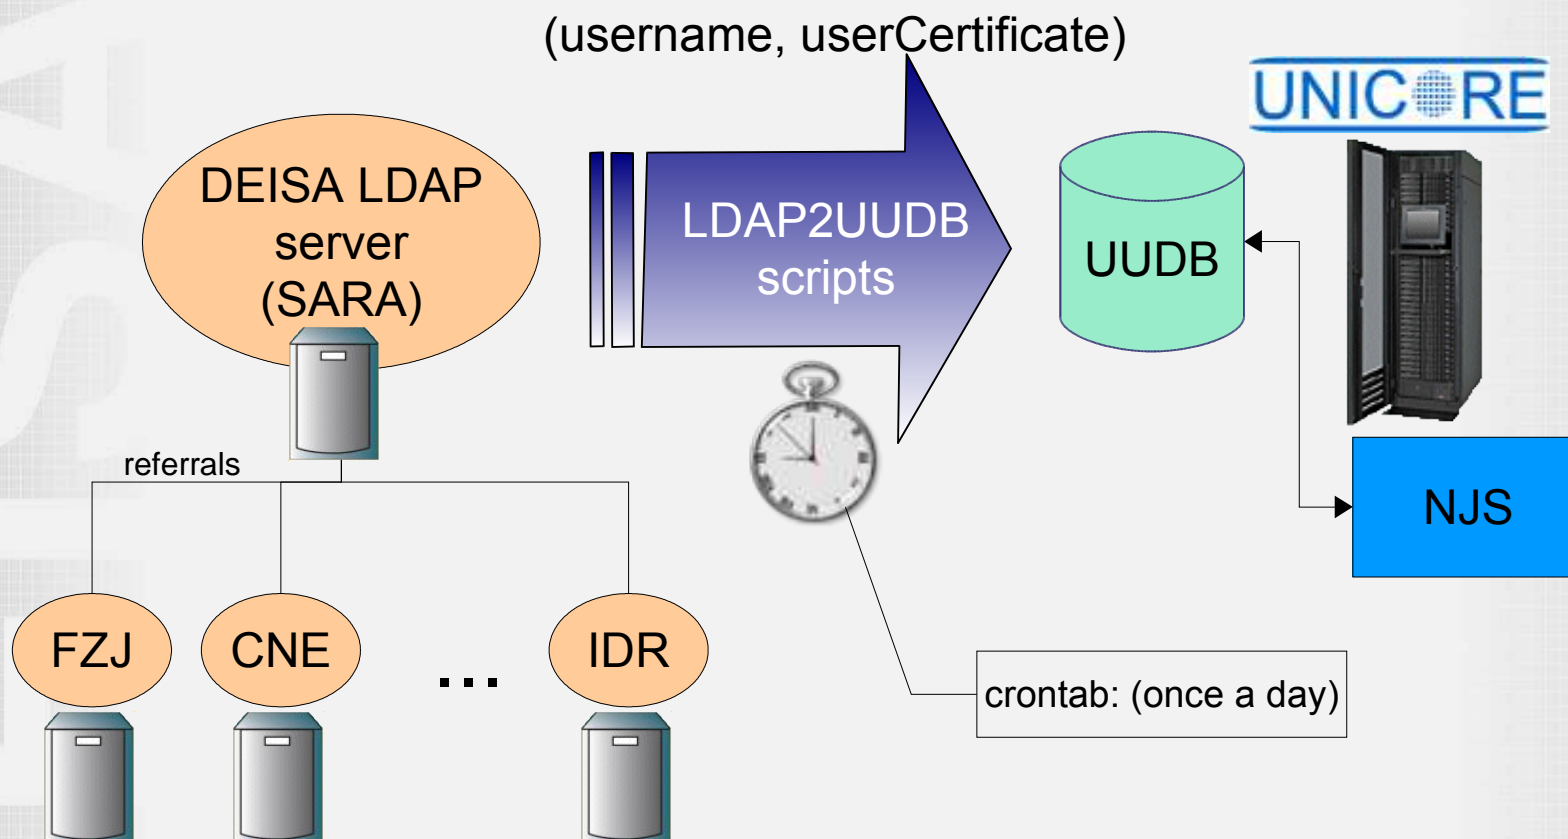 (username, userCertificate)
UNICORE
DEISA LDAP
server
(SARA)
LDAP2UUDB
scripts
UUDB
referrals
NJS
FZJ
CNE
...
IDR
crontab: (once a day)